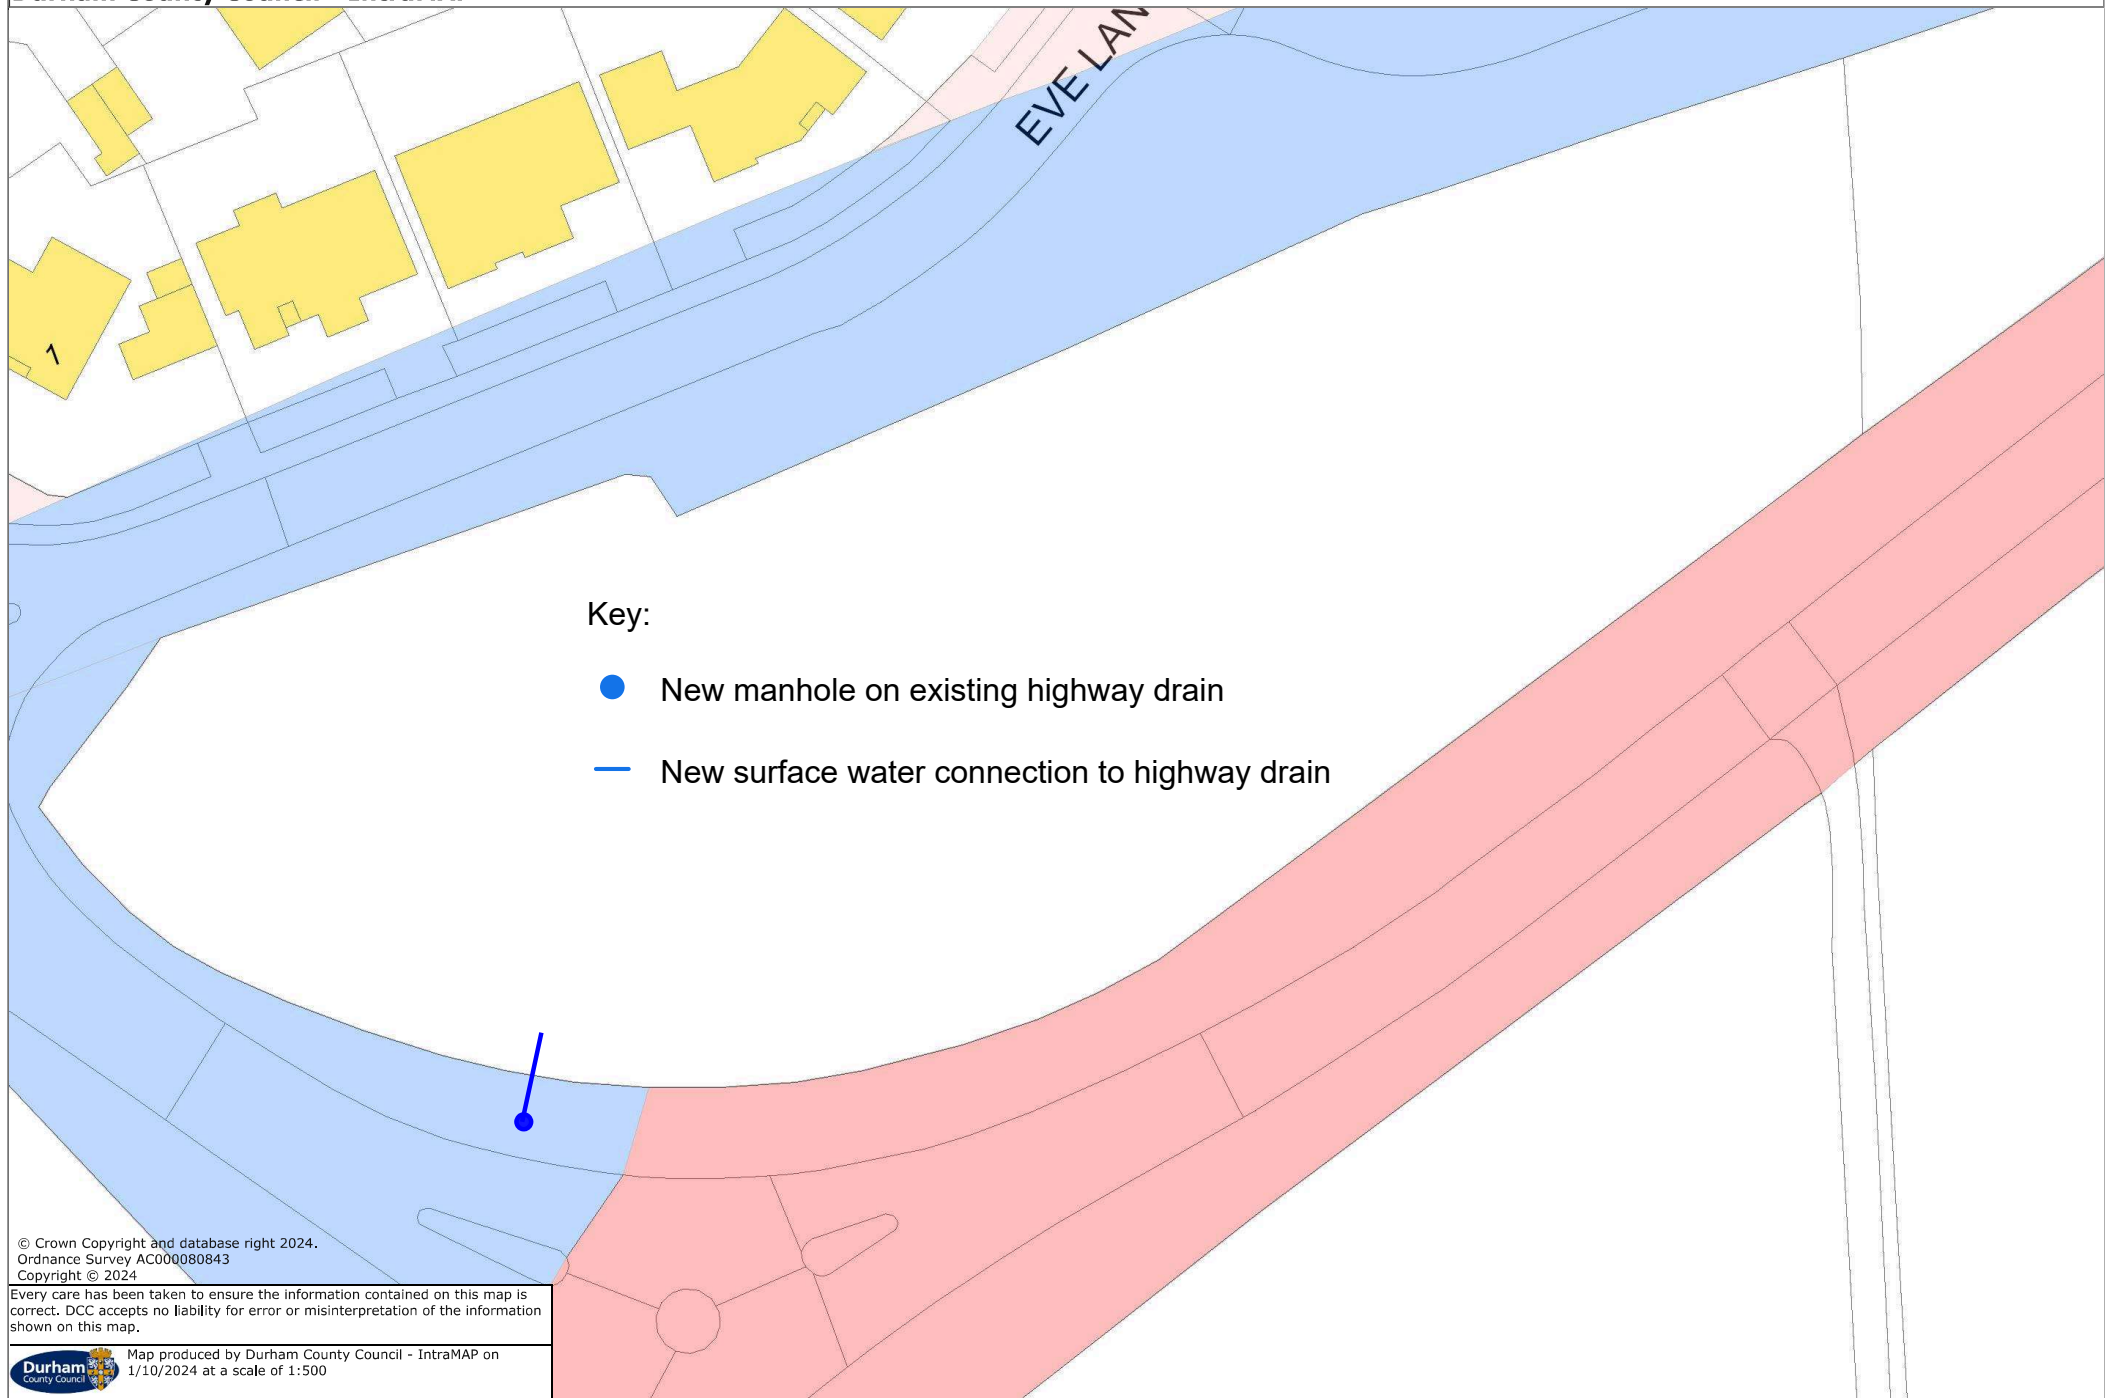 EVE LAN
1
Key:
New manhole on existing highway drain
New surface water connection to highway drain
© Crown Copyright and database right 2024.
Ordnance Survey AC000080843
Copyright © 2024
Every care has been taken to ensure the information contained on this map is
correct. DCC accepts no liability for error or misinterpretation of the information
shown on this map.
Durham
County Council
Map produced by Durham County Council - IntraMAP on
1/10/2024 at a scale of 1:500